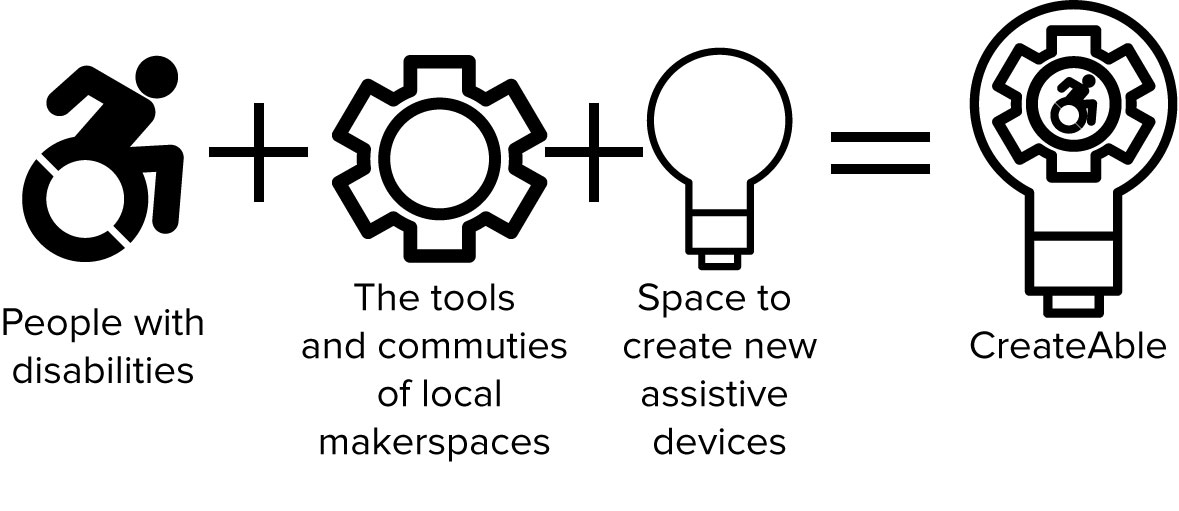 People with
disabilities
The tools
and commuties
of local
makerspaces
Space to
create new
assistive
devices
CreateAble